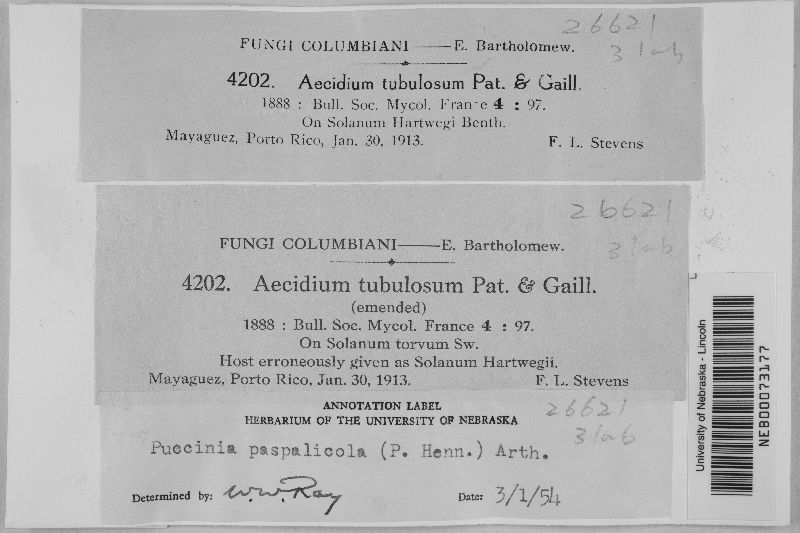 26621
3 lab
FUNGI COLUMBIANI——E. Bartholomew.
4202. Aecidium tubulosum Pat. & Gaill.
1888 : Bull. Soc. Mycol. France 4 : 97.
On Solanum Hartwegi Benth.
Mayaguez, Porto Rico, Jan. 30, 1913. F. L. Stevens
26621
3 lab
FUNGI COLUMBIANI——E. Bartholomew.
4202. Aecidium tubulosum Pat. & Gaill.
(emended)
1888 : Bull. Soc. Mycol. France 4 : 97.
On Solanum torvum Sw.
Host erroneously given as Solanum Hartwegii.
Mayaguez, Porto Rico, Jan. 30, 1913. F. L. Stevens
ANNOTATION LABEL
HERBARIUM OF THE UNIVERSITY OF NEBRASKA
26621
3 lab
Puccinia paspalicola (P. Henn.) Arth.
Determined by: W.W. Ray Date: 3/1/54
University of Nebraska - Lincoln
NEB00073177